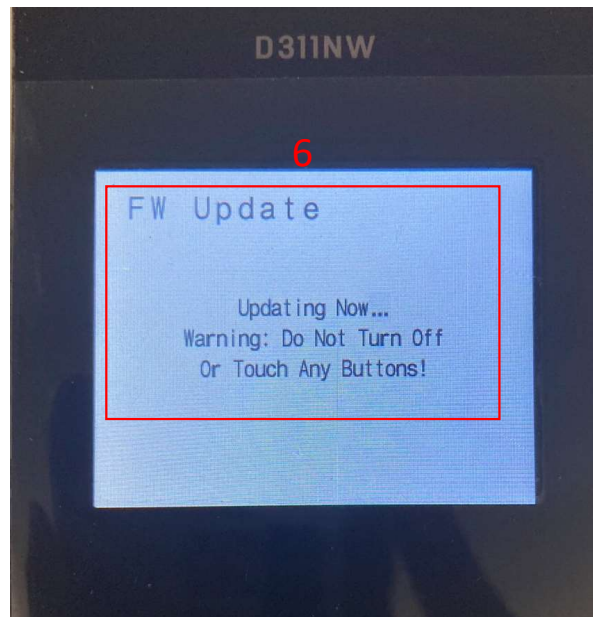 D311NW
6
FW Update
Updating Now...
Warning: Do Not Turn Off
Or Touch Any Buttons!